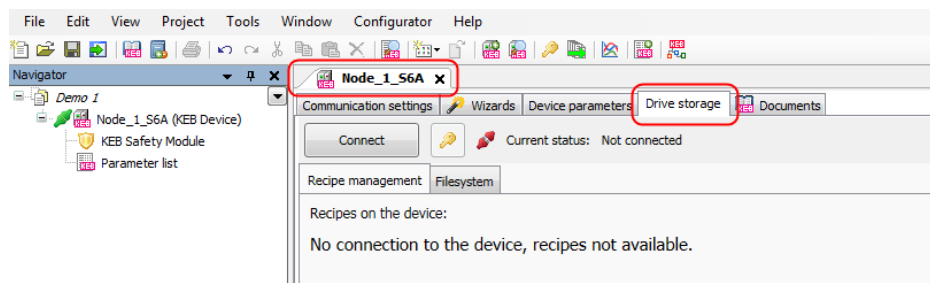 File Edit View Project Tools Window Configurator Help
Navigator
Node_1_S6A
Demo 1
Node_1_S6A (KEB Device)
KEB Safety Module
Parameter list
Communication settings Wizards Device parameters Drive storage Documents
Connect Current status: Not connected
Recipe management Filesystem
Recipes on the device:
No connection to the device, recipes not available.